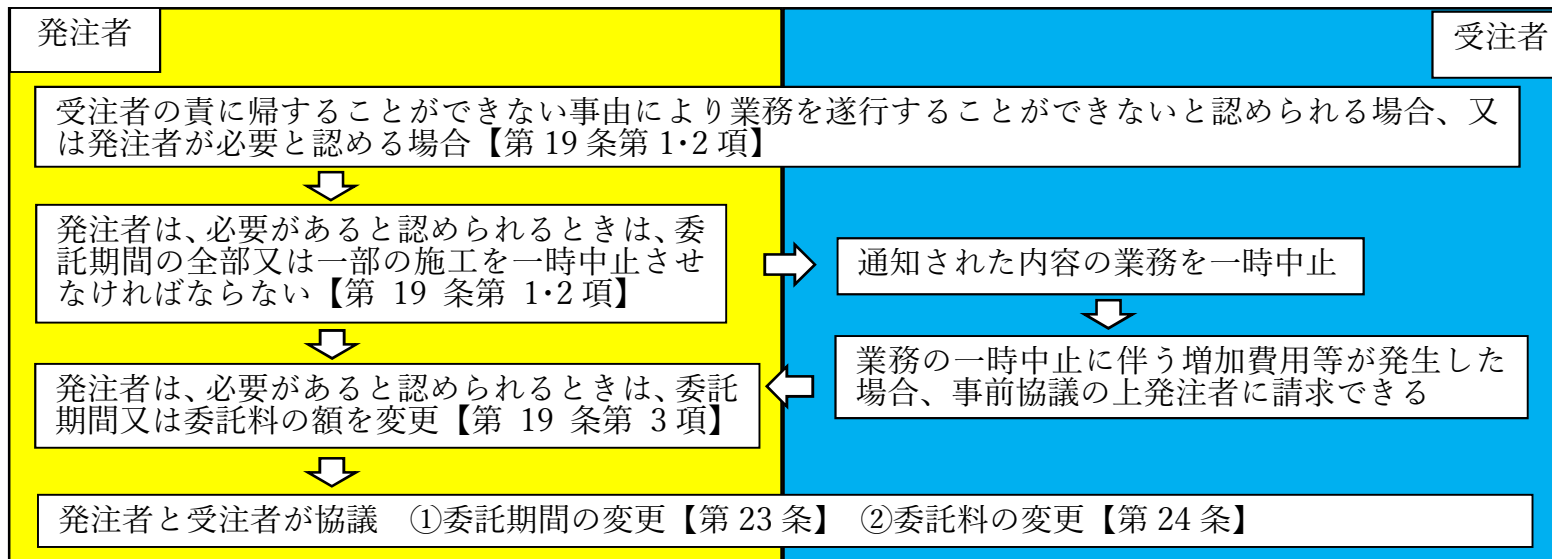 発注者
受注者
受注者の責に帰することができない事由により業務を遂行することができないと認められる場合、又
は発注者が必要と認める場合【第 19 条第 1・2 項】
発注者は、必要があると認められるときは、委
託期間の全部又は一部の施工を一時中止させ
なければならない【第 19 条第 1・2 項】
通知された内容の業務を一時中止
業務の一時中止に伴う増加費用等が発生した
場合、事前協議の上発注者に請求できる
発注者は、必要があると認められるときは、委託
期間又は委託料の額を変更【第 19 条第 3 項】
発注者と受注者が協議　①委託期間の変更【第 23 条】 ②委託料の変更【第 24 条】